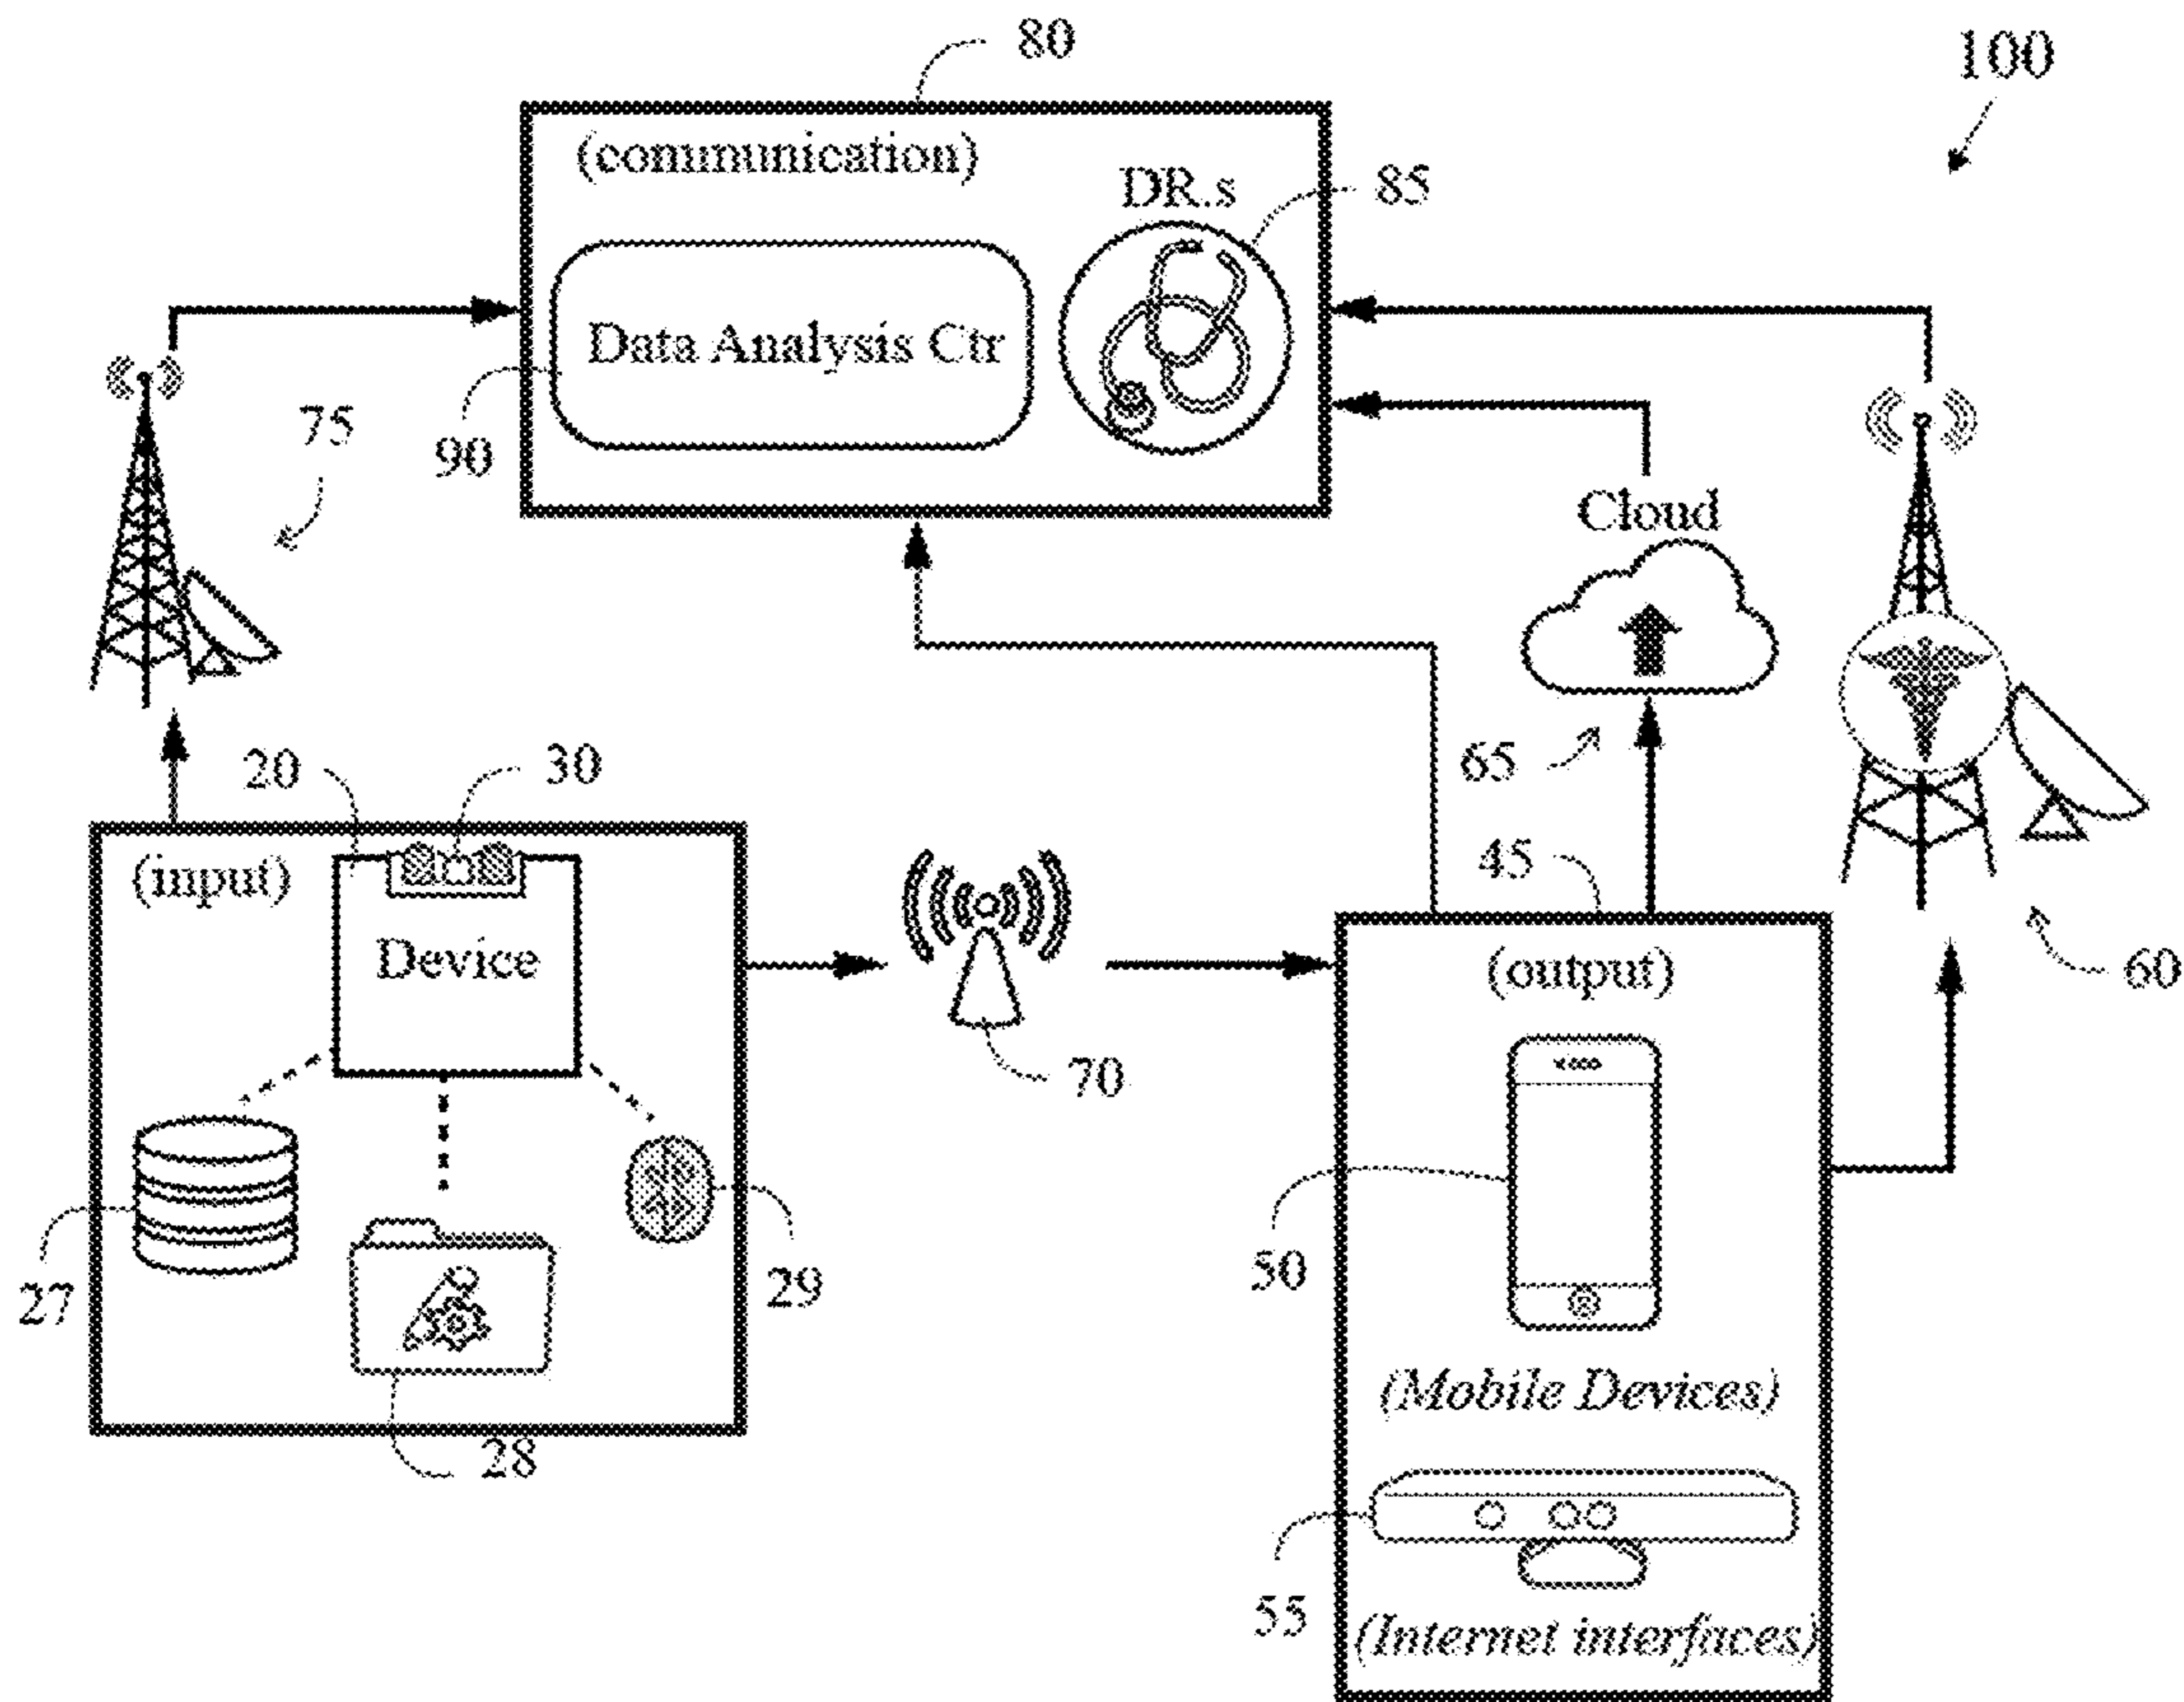 80
100
(communication)
DR.s
85
Data Analysis Ctr
90
75
Cloud
65
20
30
(input)
Device
45
60
(output)
70
27
29
50
28
(Mobile Devices)
55
(Internet interfaces)